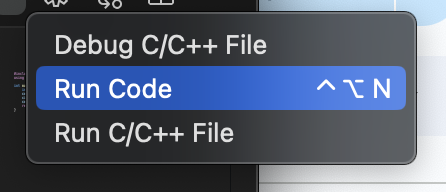 Debug C/C++ File
Run Code ⌃⌥N
Run C/C++ File